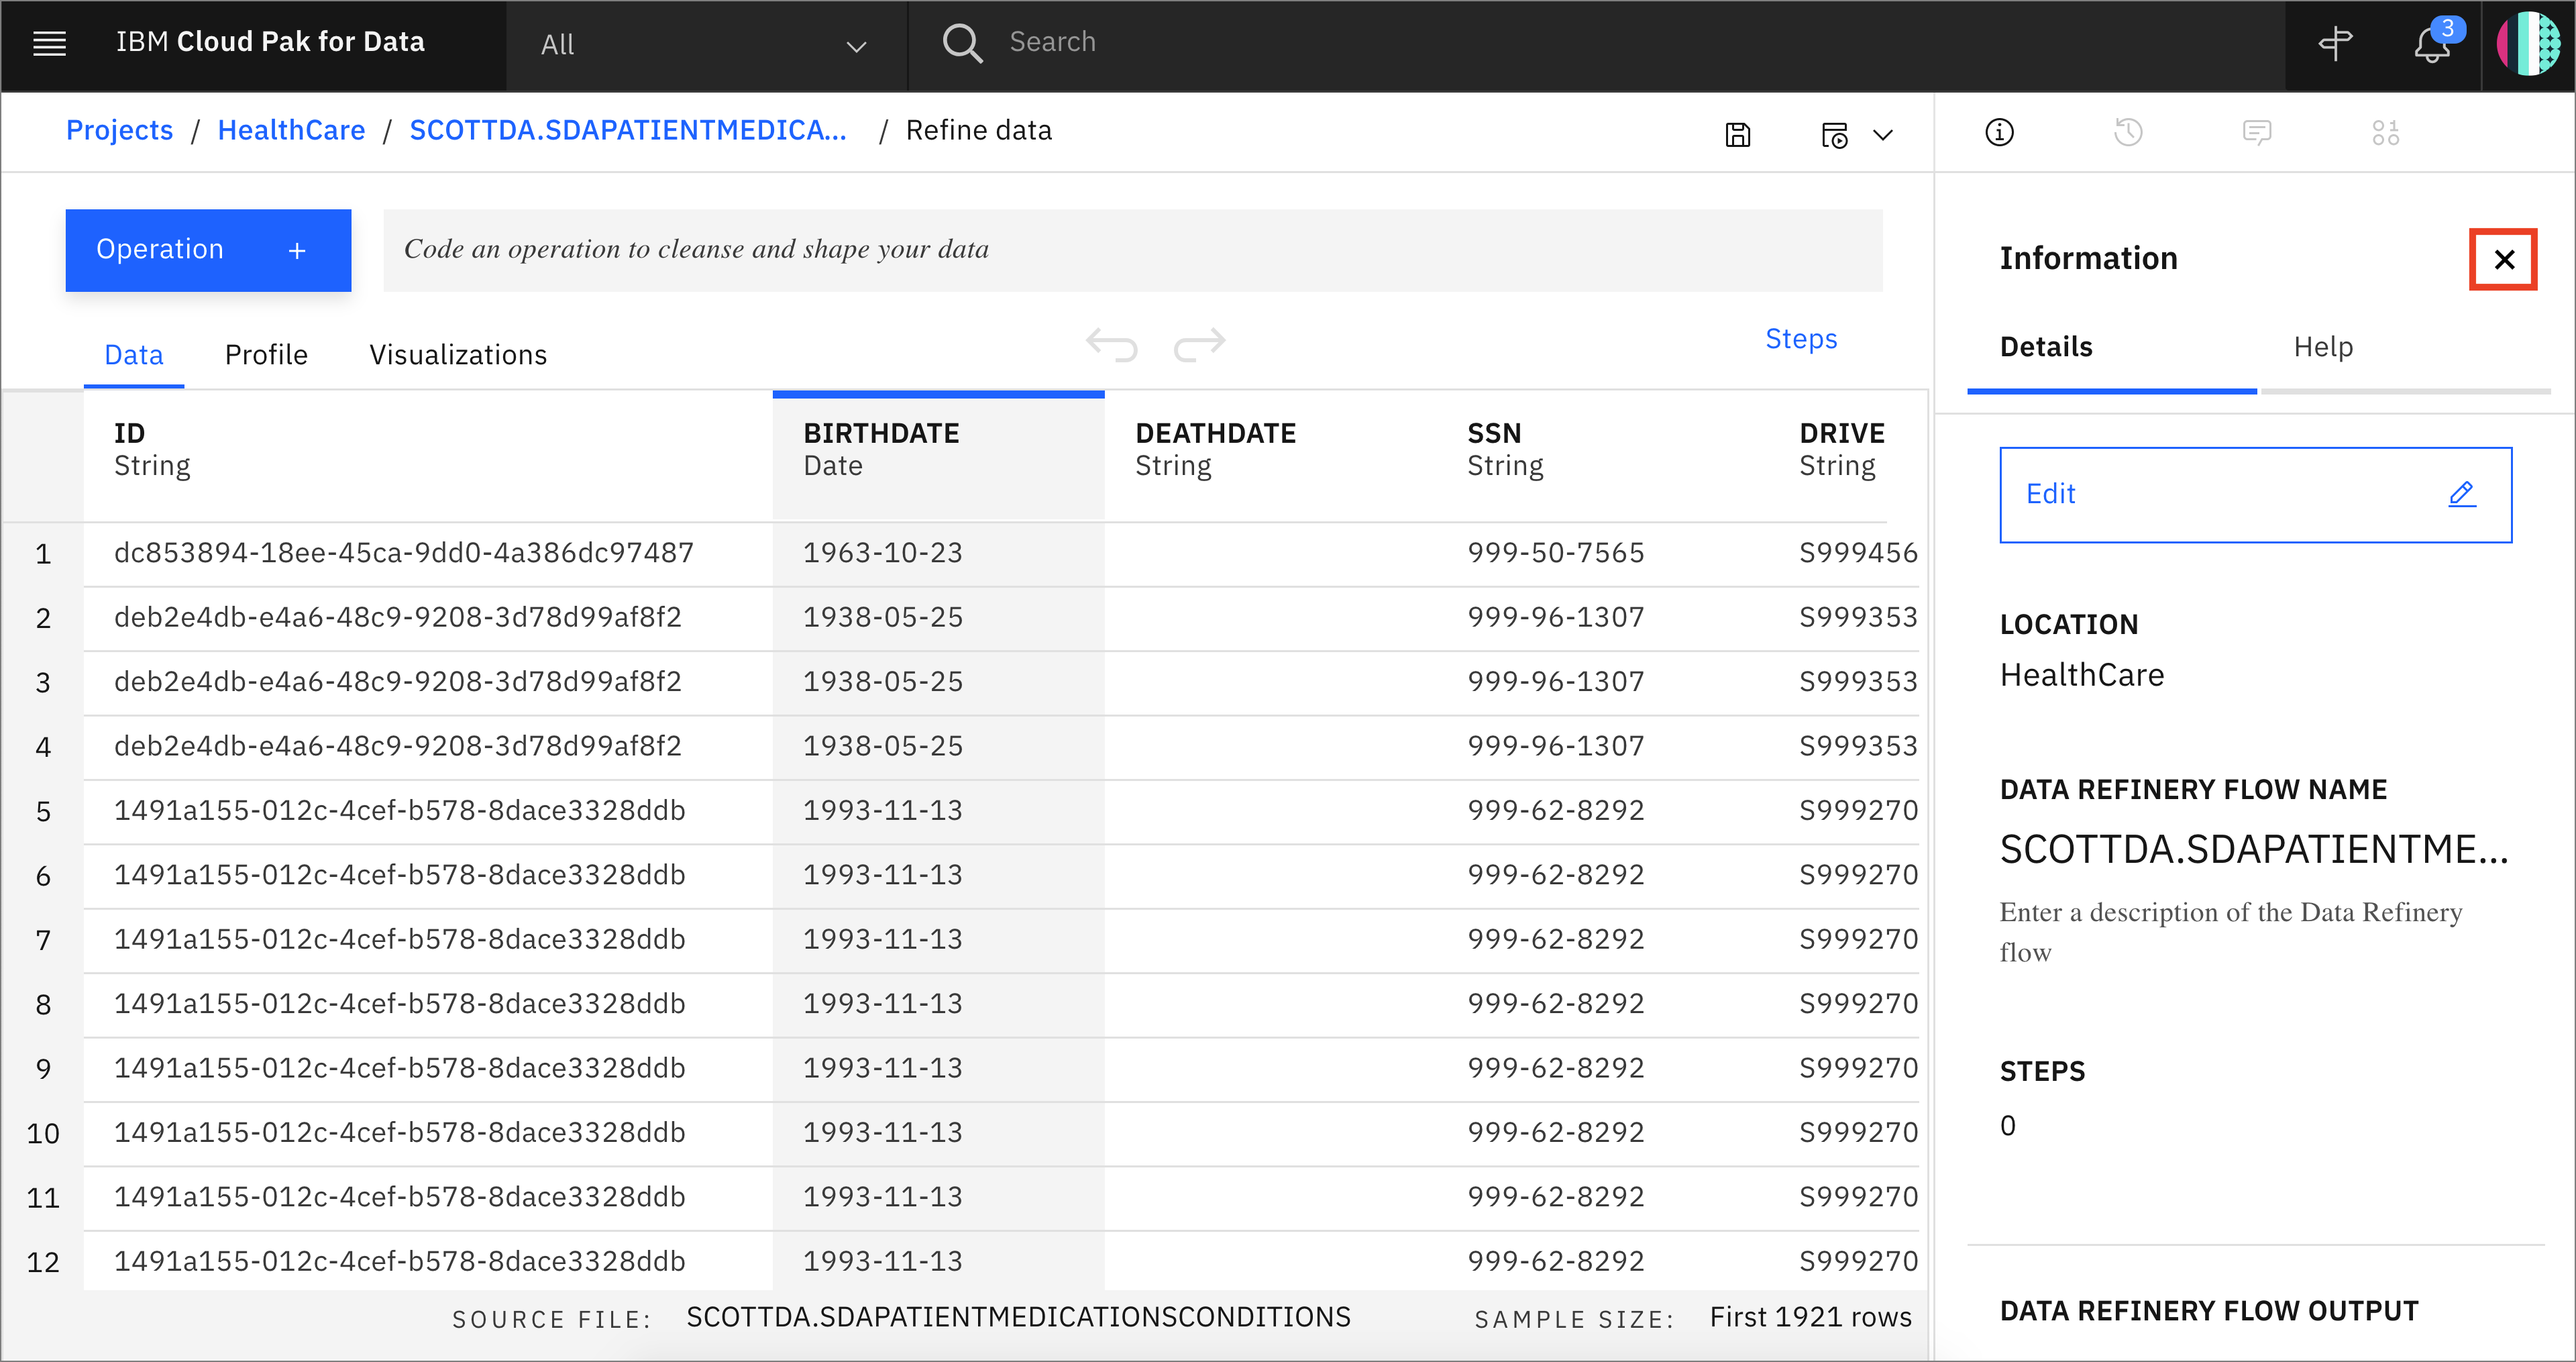 IBM Cloud Pak for Data
All
Search
3
Projects / HealthCare / SCOTTDA.SDAPATIENTMEDICA... / Refine data
Operation +
Code an operation to cleanse and shape your data
Data Profile Visualizations
Steps
ID BIRTHDATE DEATHDATE SSN DRIVE
String Date String String String
1 dc853894-18ee-45ca-9dd0-4a386dc97487 1963-10-23 999-50-7565 S999456
2 deb2e4db-e4a6-48c9-9208-3d78d99af8f2 1938-05-25 999-96-1307 S999353
3 deb2e4db-e4a6-48c9-9208-3d78d99af8f2 1938-05-25 999-96-1307 S999353
4 deb2e4db-e4a6-48c9-9208-3d78d99af8f2 1938-05-25 999-96-1307 S999353
5 1491a155-012c-4cef-b578-8dace3328ddb 1993-11-13 999-62-8292 S999270
6 1491a155-012c-4cef-b578-8dace3328ddb 1993-11-13 999-62-8292 S999270
7 1491a155-012c-4cef-b578-8dace3328ddb 1993-11-13 999-62-8292 S999270
8 1491a155-012c-4cef-b578-8dace3328ddb 1993-11-13 999-62-8292 S999270
9 1491a155-012c-4cef-b578-8dace3328ddb 1993-11-13 999-62-8292 S999270
10 1491a155-012c-4cef-b578-8dace3328ddb 1993-11-13 999-62-8292 S999270
11 1491a155-012c-4cef-b578-8dace3328ddb 1993-11-13 999-62-8292 S999270
12 1491a155-012c-4cef-b578-8dace3328ddb 1993-11-13 999-62-8292 S999270
SOURCE FILE: SCOTTDA.SDAPATIENTMEDICATIONSCONDITIONS SAMPLE SIZE: First 1921 rows
Information
Details Help
Edit
LOCATION
HealthCare
DATA REFINERY FLOW NAME
SCOTTDA.SDAPATIENTME...
Enter a description of the Data Refinery
flow
STEPS
0
DATA REFINERY FLOW OUTPUT